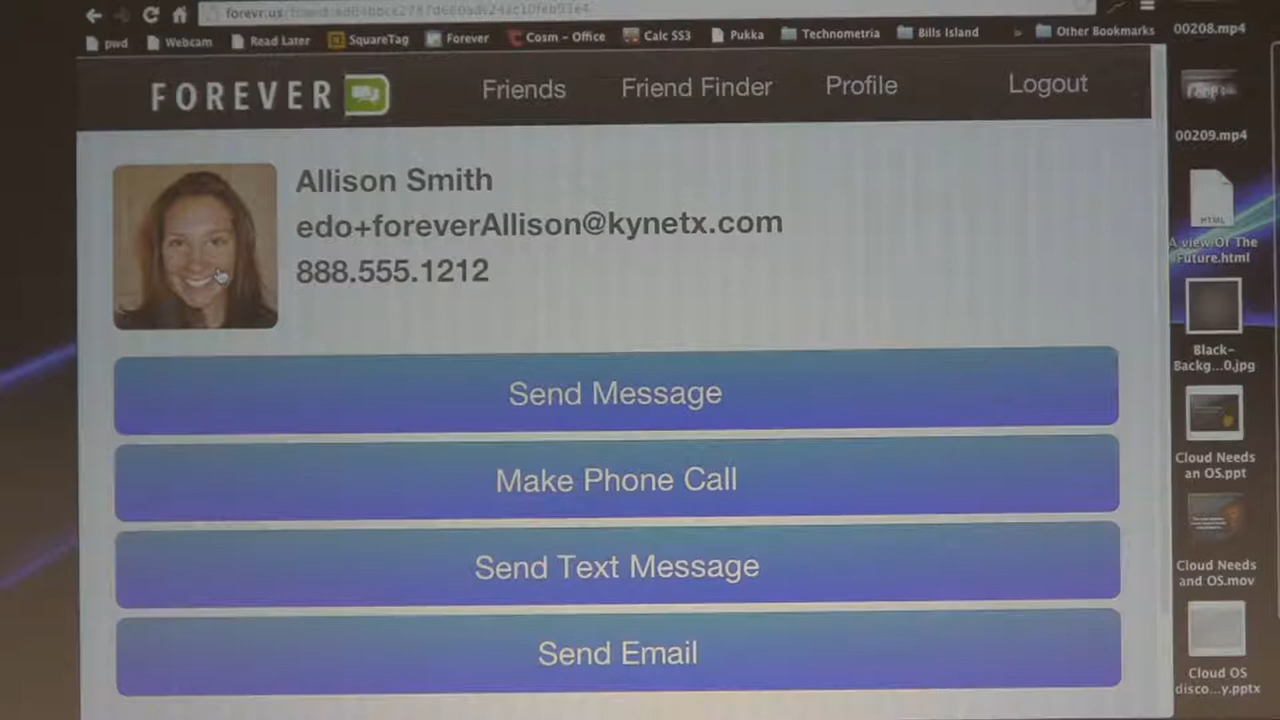 forevr.us
pwd Webcam Read Later SquareTag Forever Cosm - Office Calc SS3 Pukka Technometria Bills Island » Other Bookmarks
FOREVER Friends Friend Finder Profile Logout
Allison Smith
edo+foreverAllison@kynetx.com
888.555.1212
Send Message
Make Phone Call
Send Text Message
Send Email
00208.mp4
00209.mp4
HTML
A view Of The
Future.html
Black-
Backg...0.jpg
Cloud Needs
an OS.ppt
Cloud Needs
and OS.mov
Cloud OS
disco...y.pptx